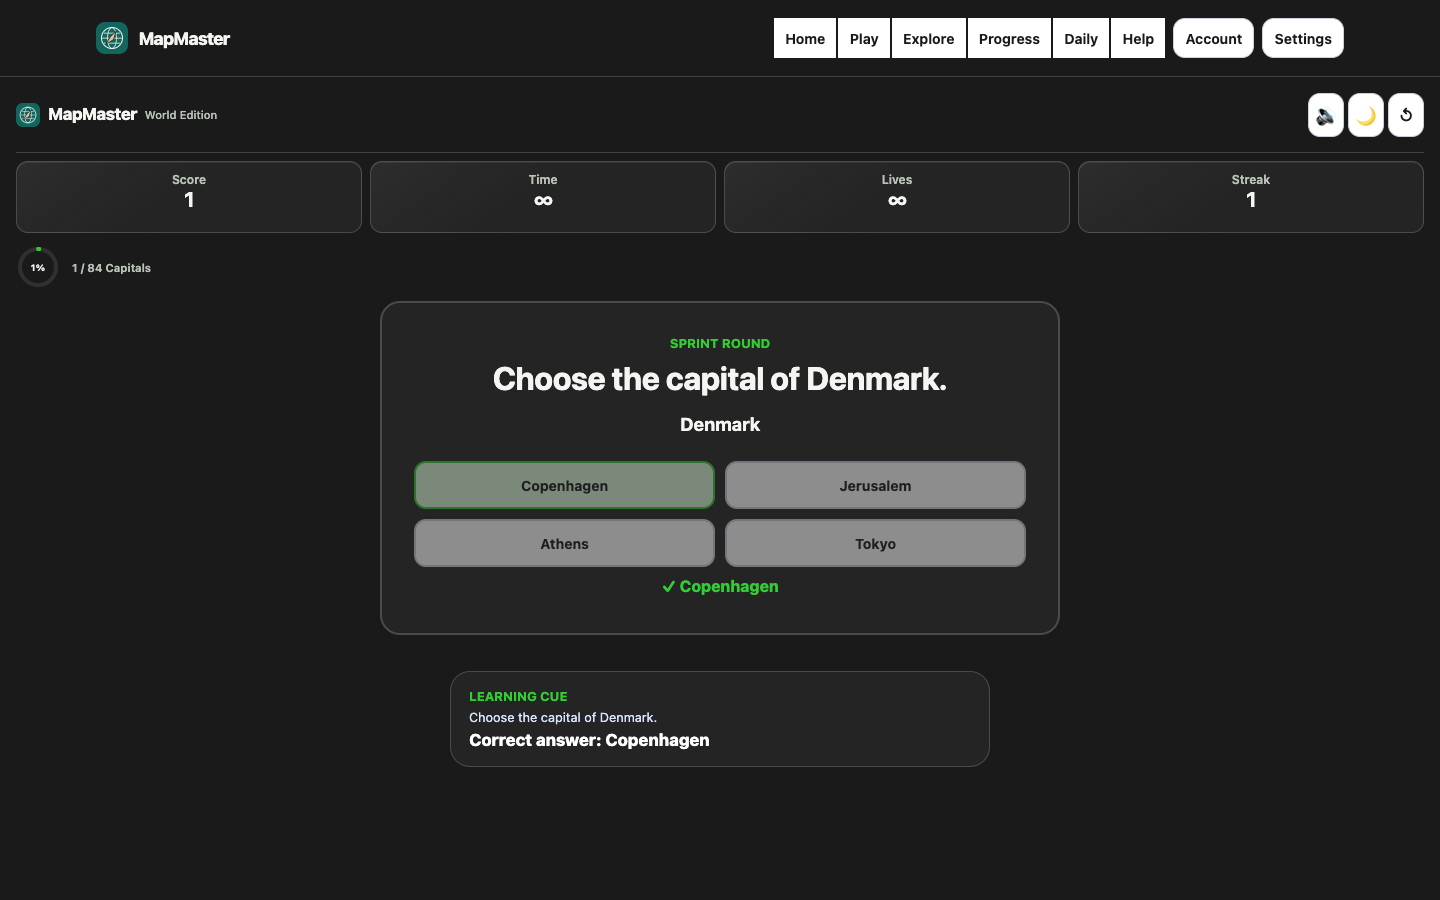 MapMaster
Home
Play
Explore
Progress
Daily
Help
Account
Settings
MapMaster World Edition
Score
1
Time
∞
Lives
∞
Streak
1
1%
1 / 84 Capitals
SPRINT ROUND
Choose the capital of Denmark.
Denmark
Copenhagen
Jerusalem
Athens
Tokyo
✓ Copenhagen
LEARNING CUE
Choose the capital of Denmark.
Correct answer: Copenhagen